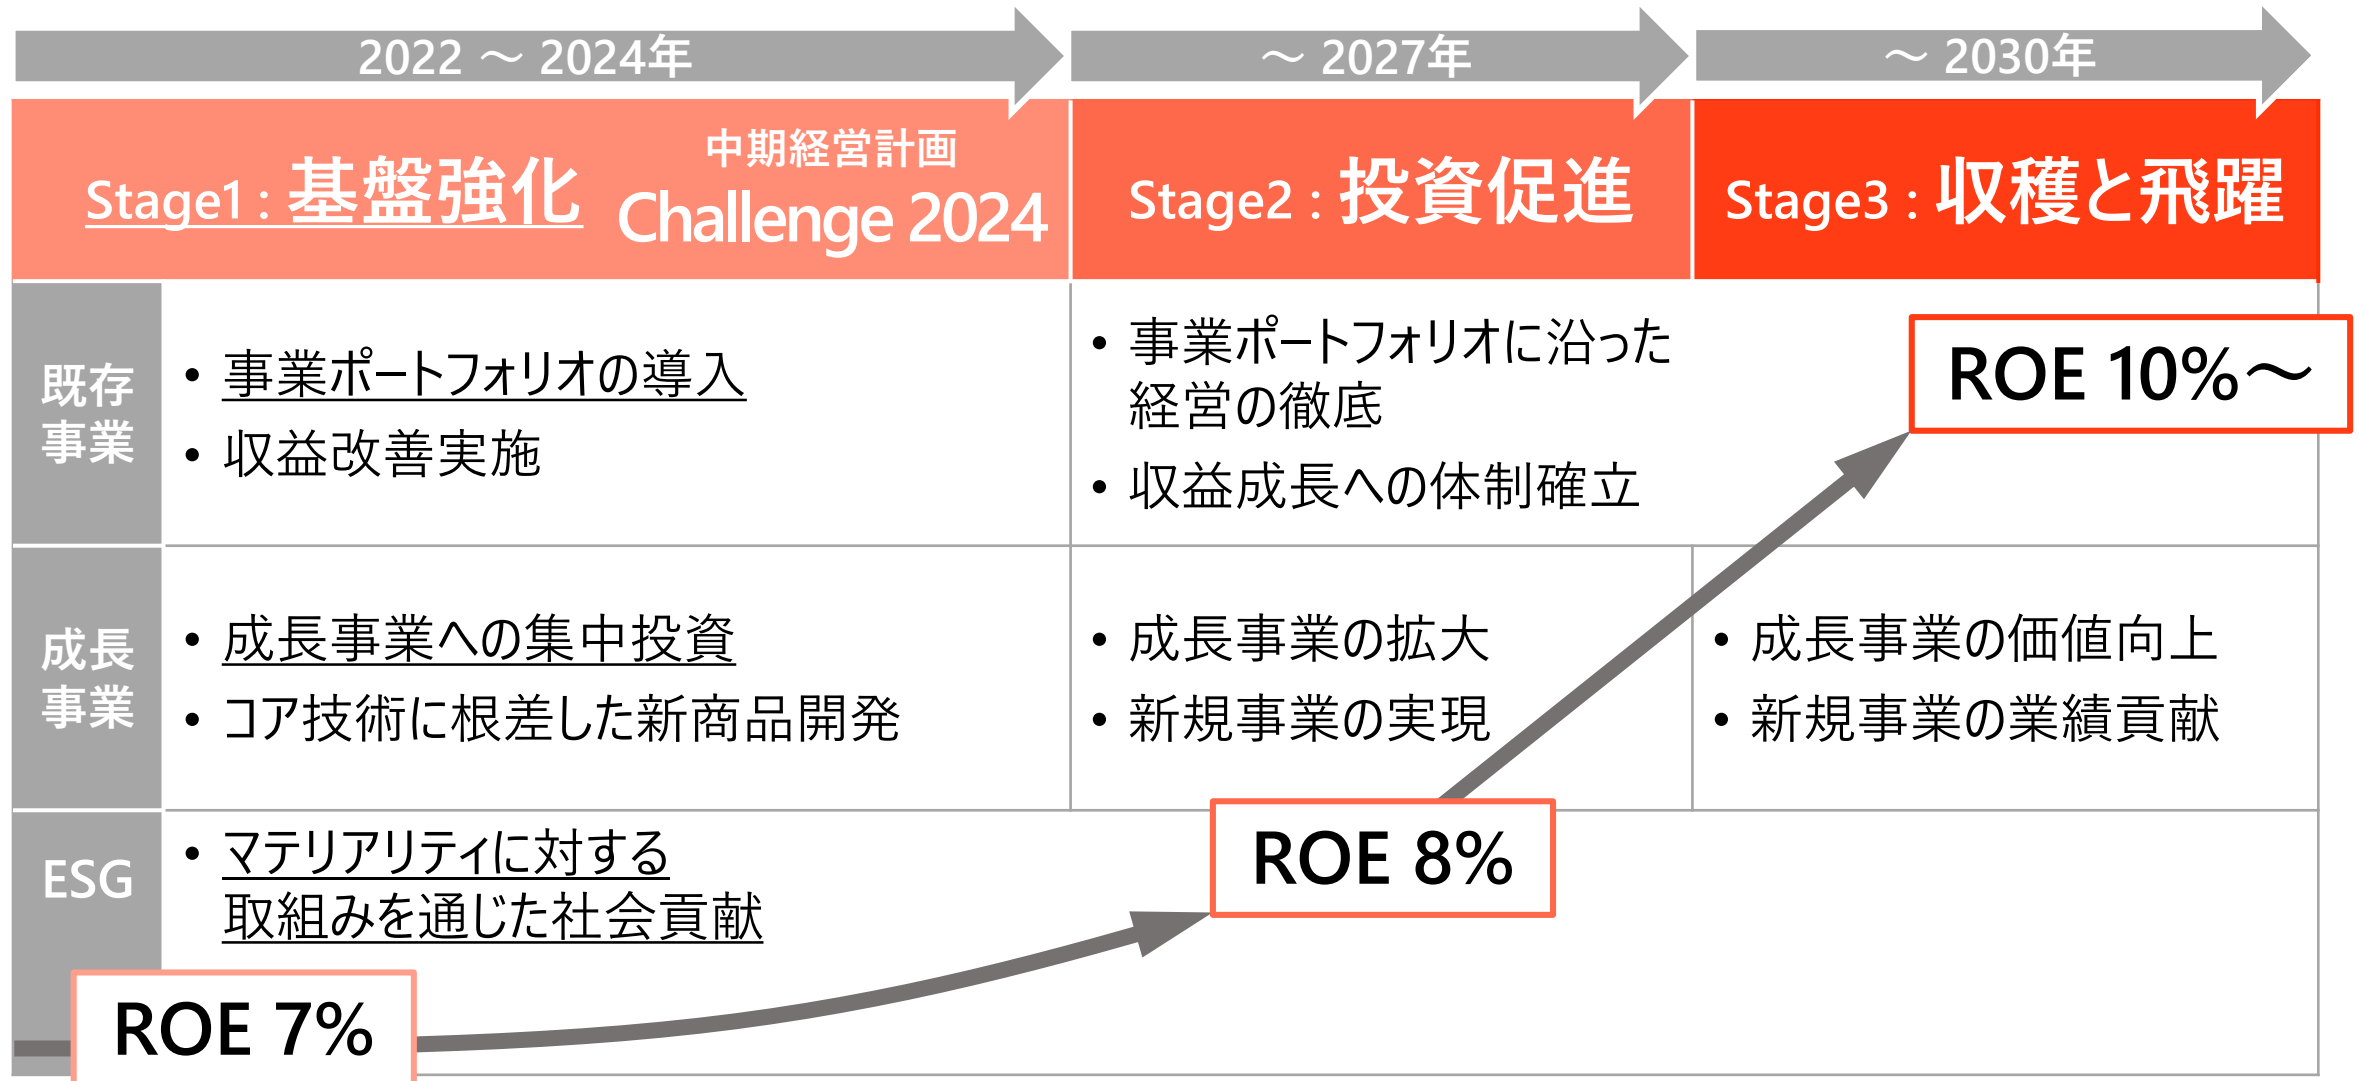 2022 ～ 2024年
～ 2027年
～ 2030年
Stage1 : 基盤強化
中期経営計画
Challenge 2024
Stage2 : 投資促進
Stage3 : 収穫と飛躍
既存
事業
• 事業ポートフォリオの導入
• 収益改善実施
• 事業ポートフォリオに沿った
経営の徹底
• 収益成長への体制確立
ROE 10%～
成長
事業
• 成長事業への集中投資
• コア技術に根差した新商品開発
• 成長事業の拡大
• 新規事業の実現
• 成長事業の価値向上
• 新規事業の業績貢献
ESG
• マテリアリティに対する
取組みを通じた社会貢献
ROE 8%
ROE 7%